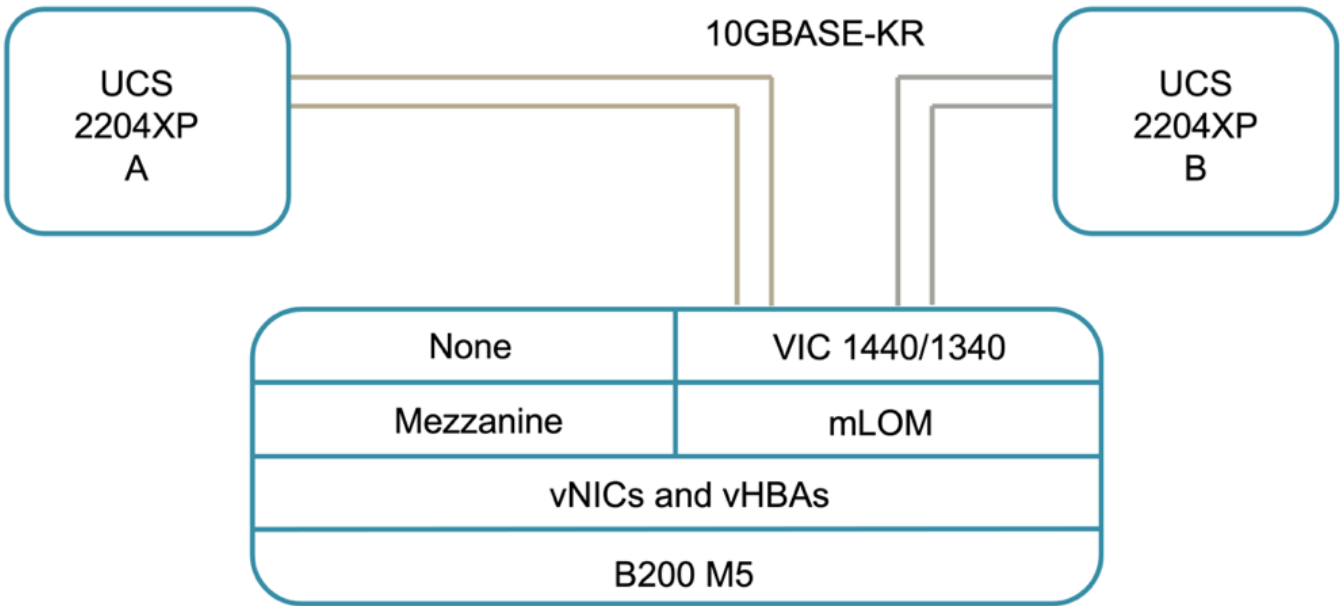 10GBASE-KR
UCS
2204XP
A
UCS
2204XP
B
None
VIC 1440/1340
Mezzanine
mLOM
vNICs and vHBAs
B200 M5